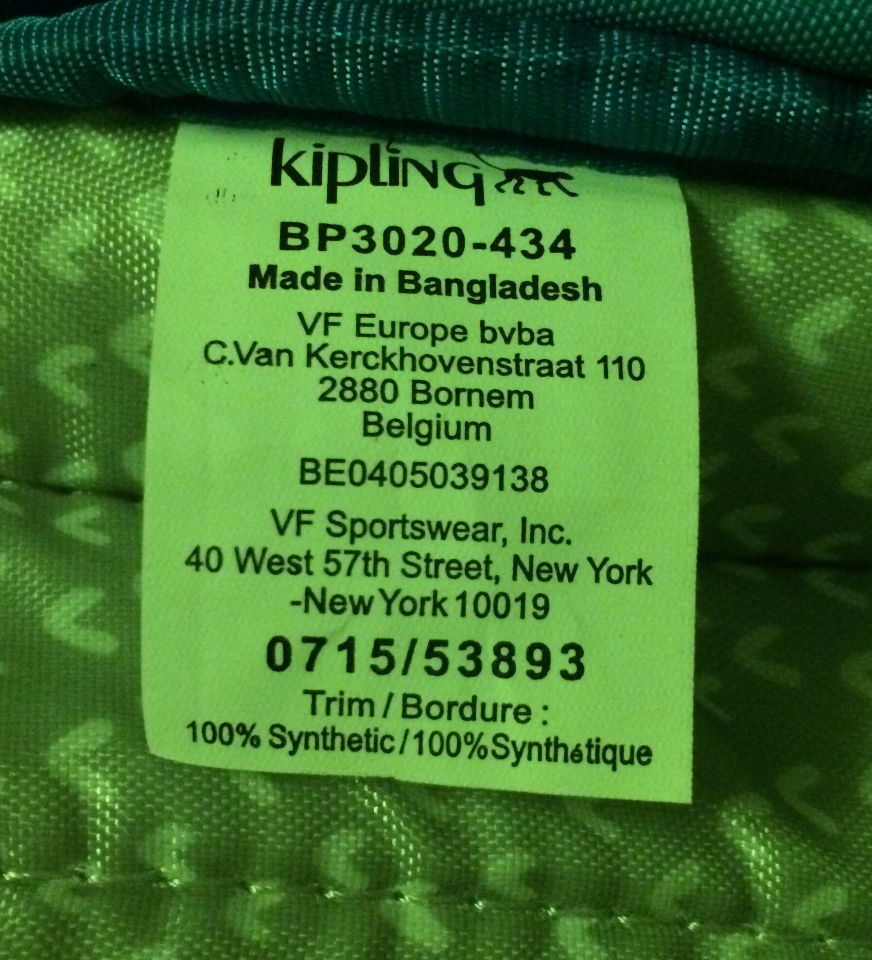 kipling
BP3020-434
Made in Bangladesh
VF Europe bvba
C.Van Kerckhovenstraat 110
2880 Bornem
Belgium
BE0405039138
VF Sportswear, Inc.
40 West 57th Street, New York
-New York 10019
0715/53893
Trim / Bordure :
100% Synthetic/100%Synthétique